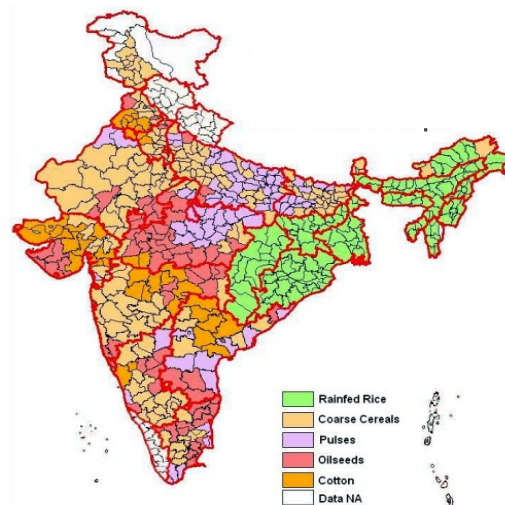 Rainfed Rice
Coarse Cereals
Pulses
Oilseeds
Cotton
Data NA